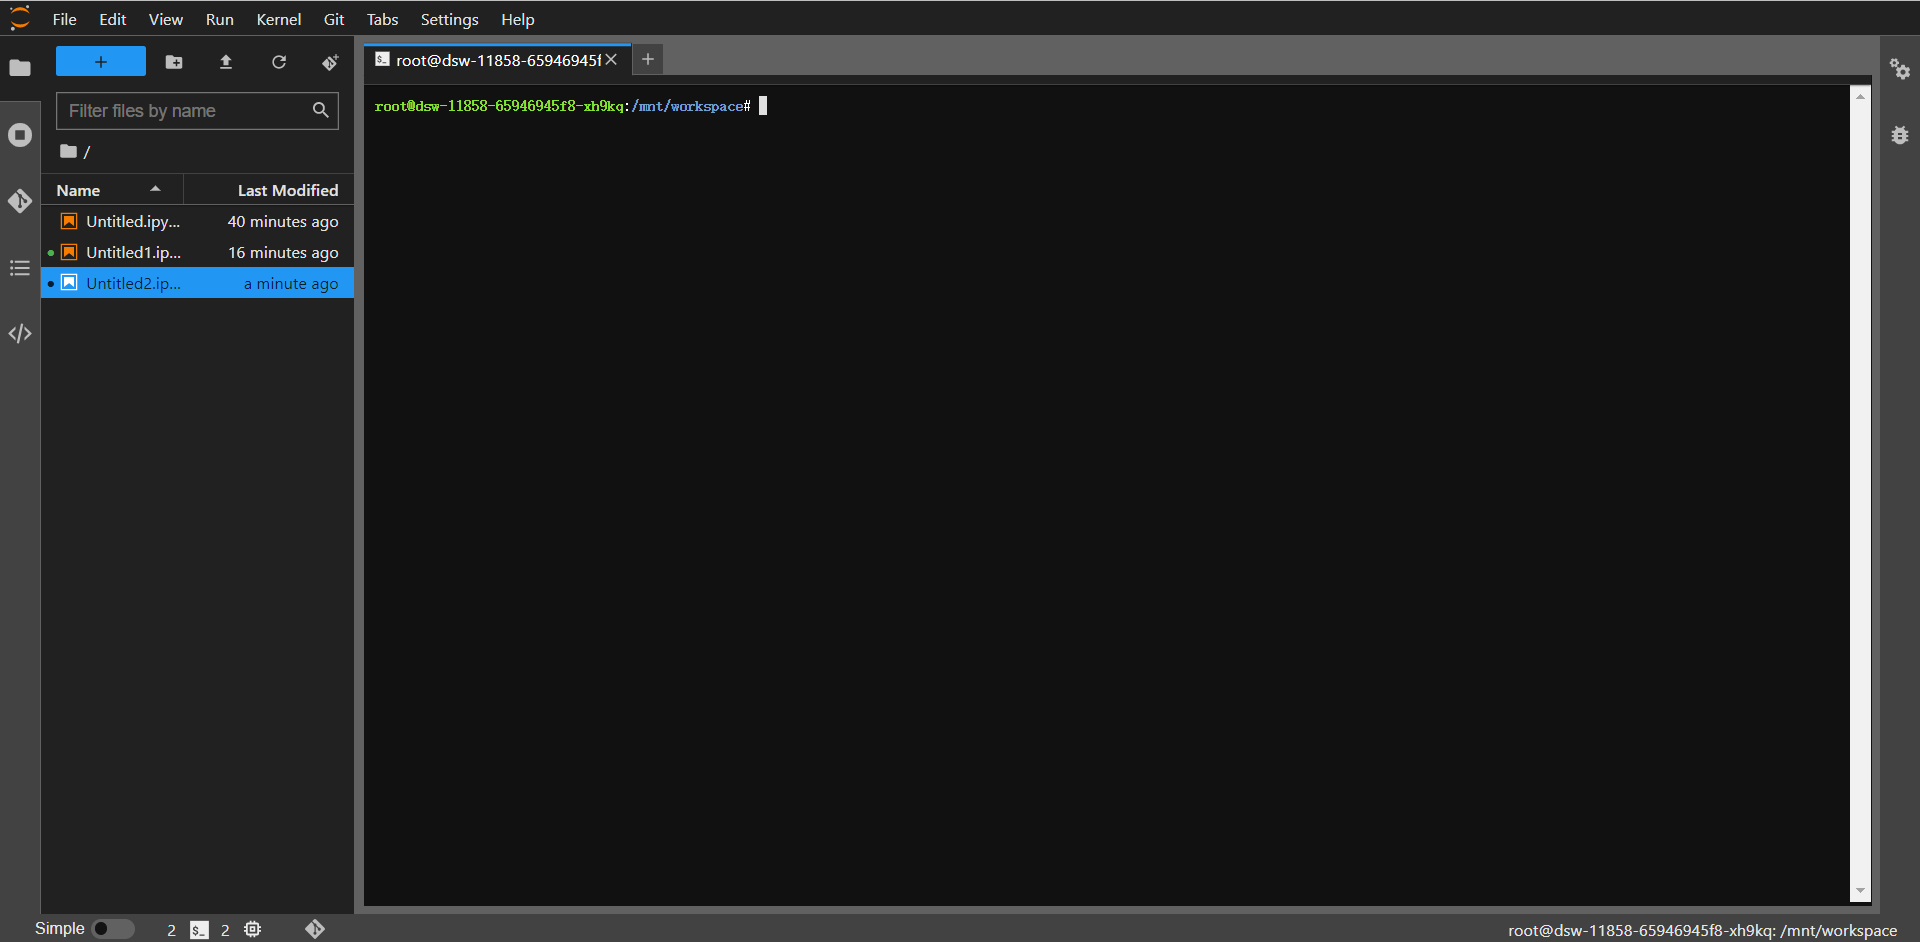 File Edit View Run Kernel Git Tabs Settings Help
root@dsw-11858-65946945f
Filter files by name
/
Name Last Modified
Untitled.ipy... 40 minutes ago
Untitled1.ip... 16 minutes ago
Untitled2.ip... a minute ago
root@dsw-11858-65946945f8-xh9kq:/mnt/workspace#
Simple 2 $_ 2 root@dsw-11858-65946945f8-xh9kq: /mnt/workspace